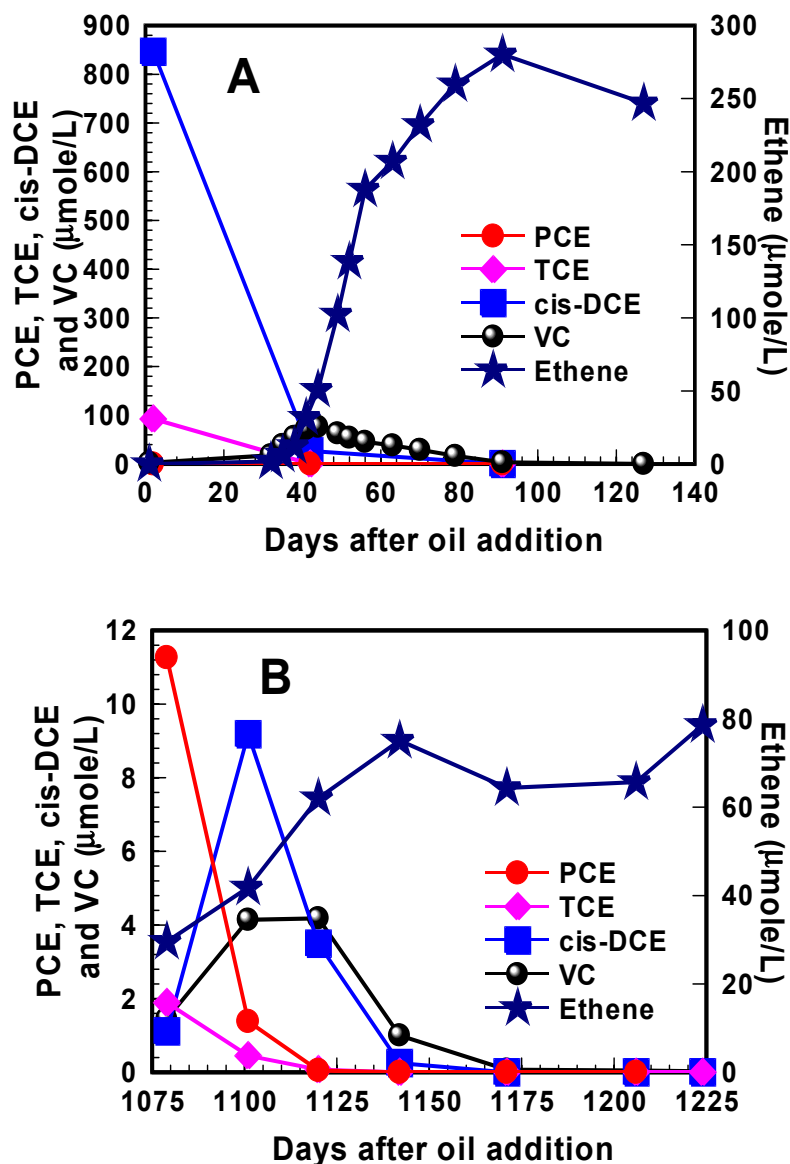 A
PCE, TCE, cis-DCE
and VC (μmole/L)
900
800
700
600
500
400
300
200
100
0
300
250
200
150
100
50
0
Ethene (μmole/L)
PCE
TCE
cis-DCE
VC
Ethene
0 20 40 60 80 100 120 140
Days after oil addition
B
PCE, TCE, cis-DCE
and VC (μmole/L)
12
10
8
6
4
2
0
100
80
60
40
20
0
Ethene (μmole/L)
PCE
TCE
cis-DCE
VC
Ethene
1075 1100 1125 1150 1175 1200 1225
Days after oil addition